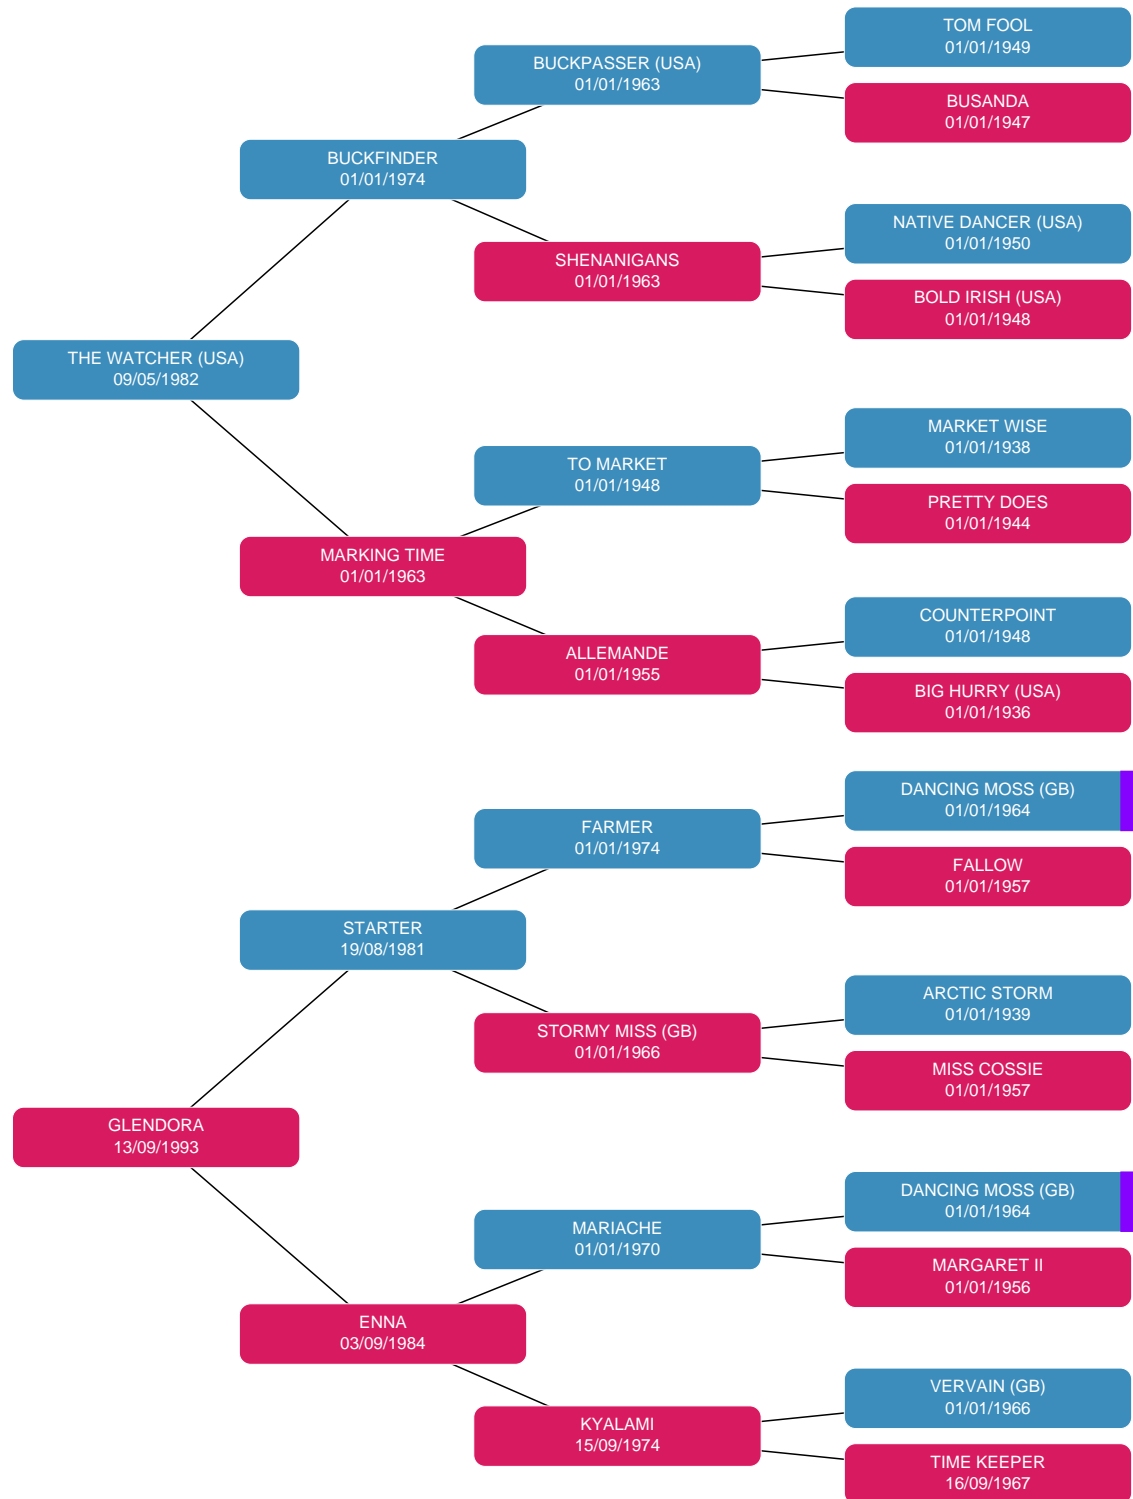 TOM FOOL
01/01/1949
BUCKPASSER (USA)
01/01/1963
BUSANDA
01/01/1947
BUCKFINDER
01/01/1974
NATIVE DANCER (USA)
01/01/1950
SHENANIGANS
01/01/1963
BOLD IRISH (USA)
01/01/1948
THE WATCHER (USA)
09/05/1982
MARKET WISE
01/01/1938
TO MARKET
01/01/1948
PRETTY DOES
01/01/1944
MARKING TIME
01/01/1963
COUNTERPOINT
01/01/1948
ALLEMANDE
01/01/1955
BIG HURRY (USA)
01/01/1936
DANCING MOSS (GB)
01/01/1964
FARMER
01/01/1974
FALLOW
01/01/1957
STARTER
19/08/1981
ARCTIC STORM
01/01/1939
STORMY MISS (GB)
01/01/1966
MISS COSSIE
01/01/1957
GLENDORA
13/09/1993
DANCING MOSS (GB)
01/01/1964
MARIACHE
01/01/1970
MARGARET II
01/01/1956
ENNA
03/09/1984
VERVAIN (GB)
01/01/1966
KYALAMI
15/09/1974
TIME KEEPER
16/09/1967